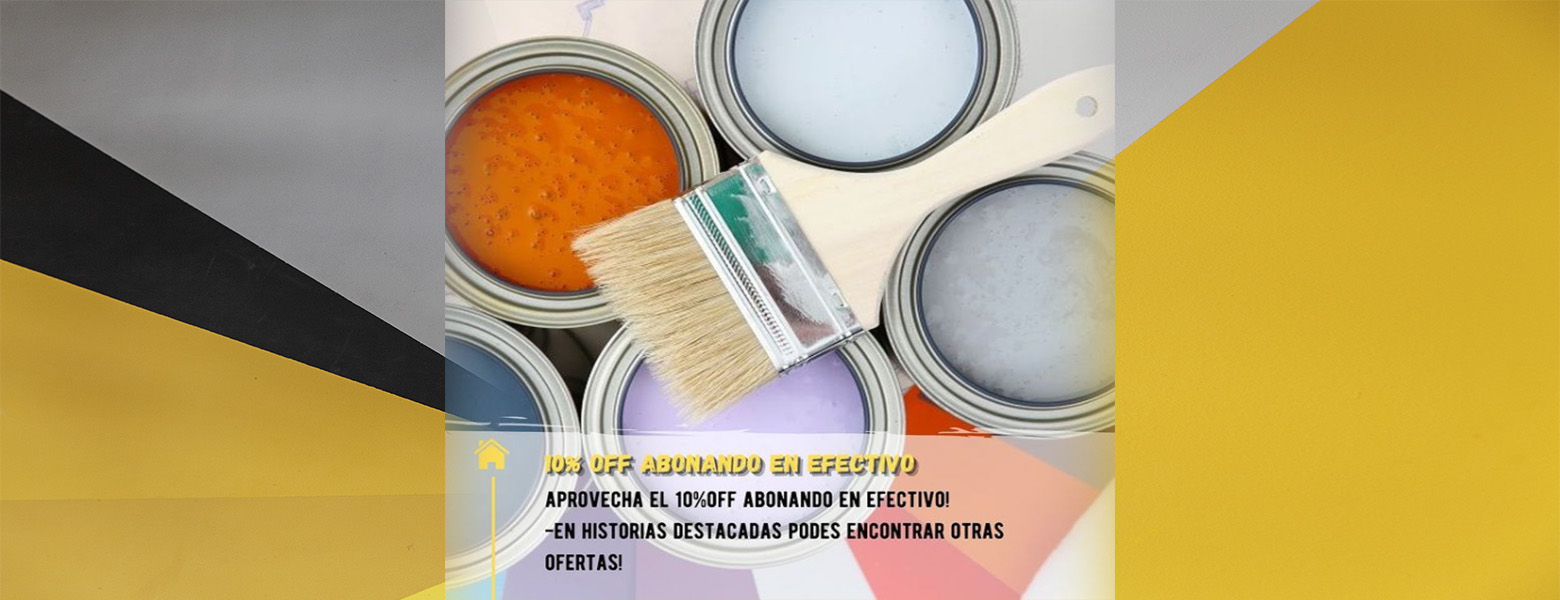 10% OFF ABONANDO EN EFECTIVO
APROVECHA EL 10%OFF ABONANDO EN EFECTIVO!
-EN HISTORIAS DESTACADAS PODES ENCONTRAR OTRAS
OFERTAS!